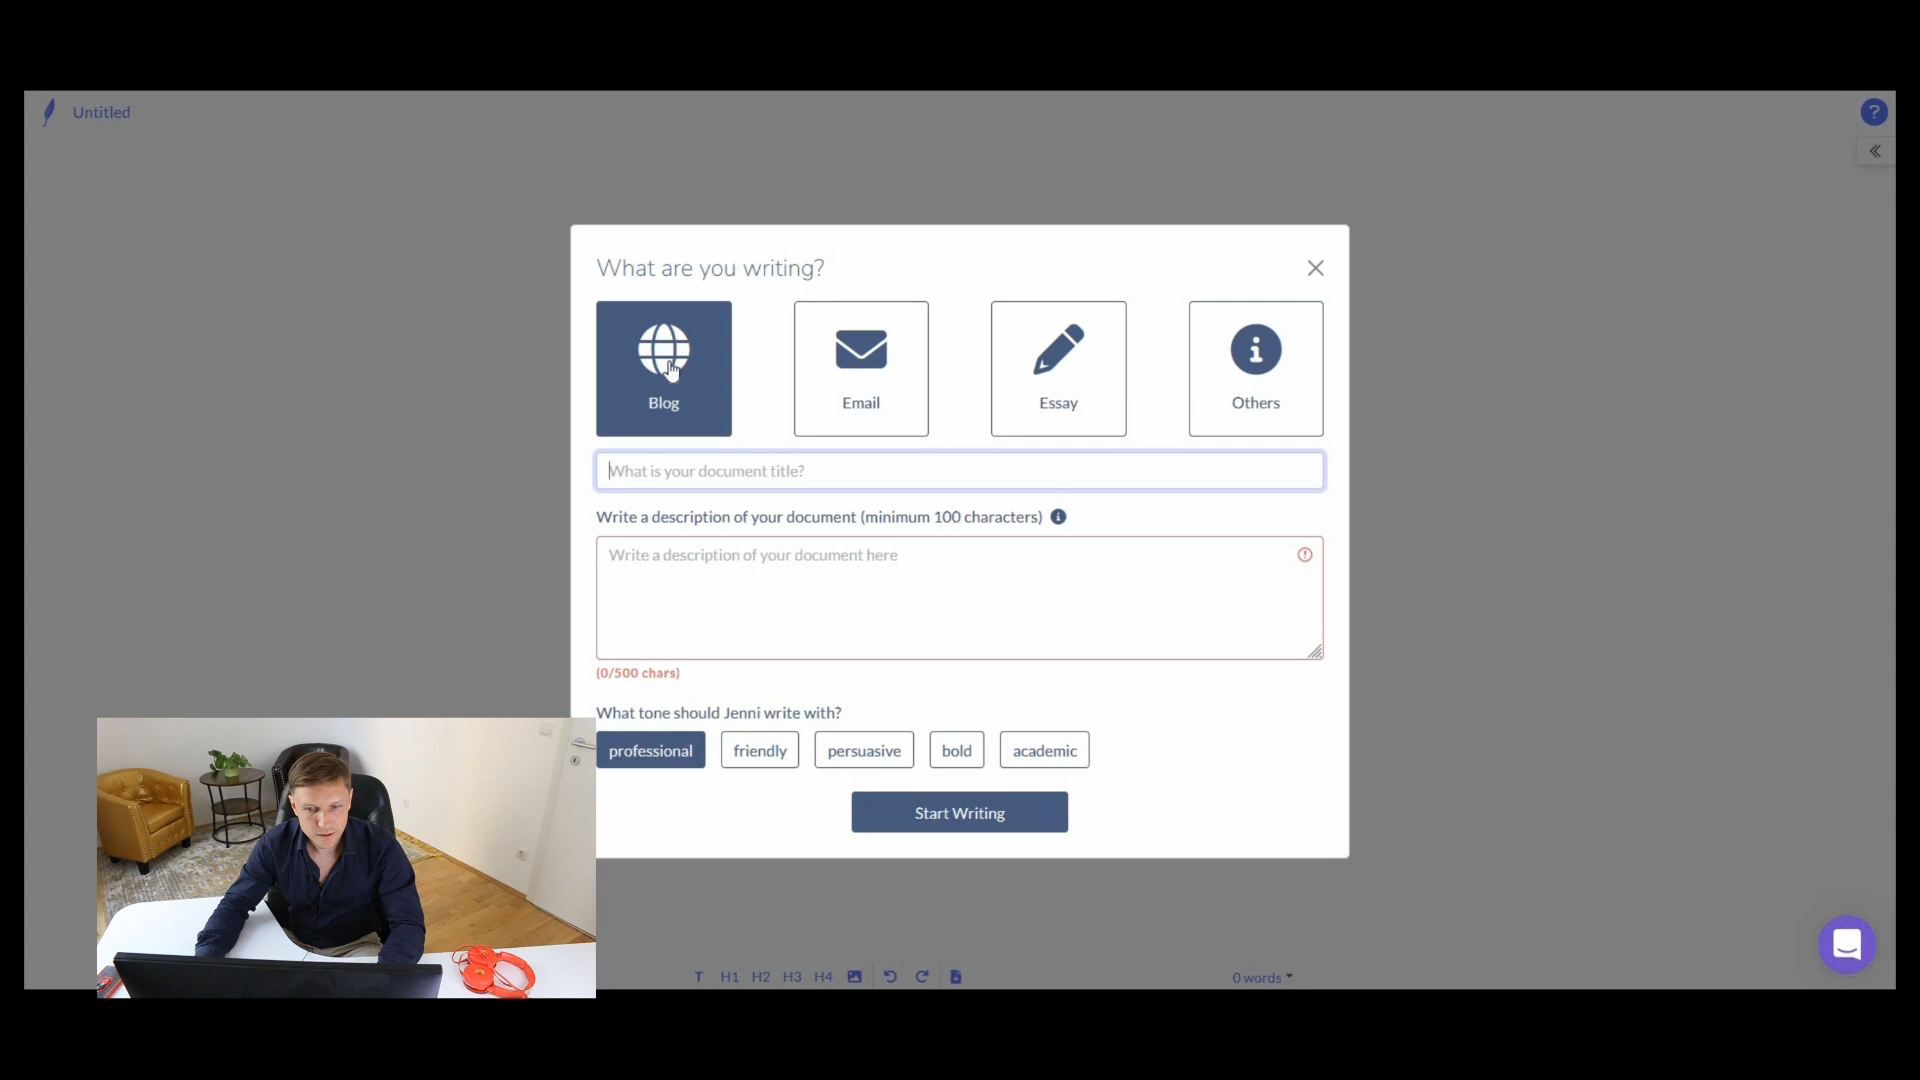 Untitled
?
What are you writing?
Blog
Email
Essay
Others
What is your document title?
Write a description of your document (minimum 100 characters)
Write a description of your document here
(0/500 chars)
What tone should Jenni write with?
professional
friendly
persuasive
bold
academic
Start Writing
T H1 H2 H3 H4
0 words